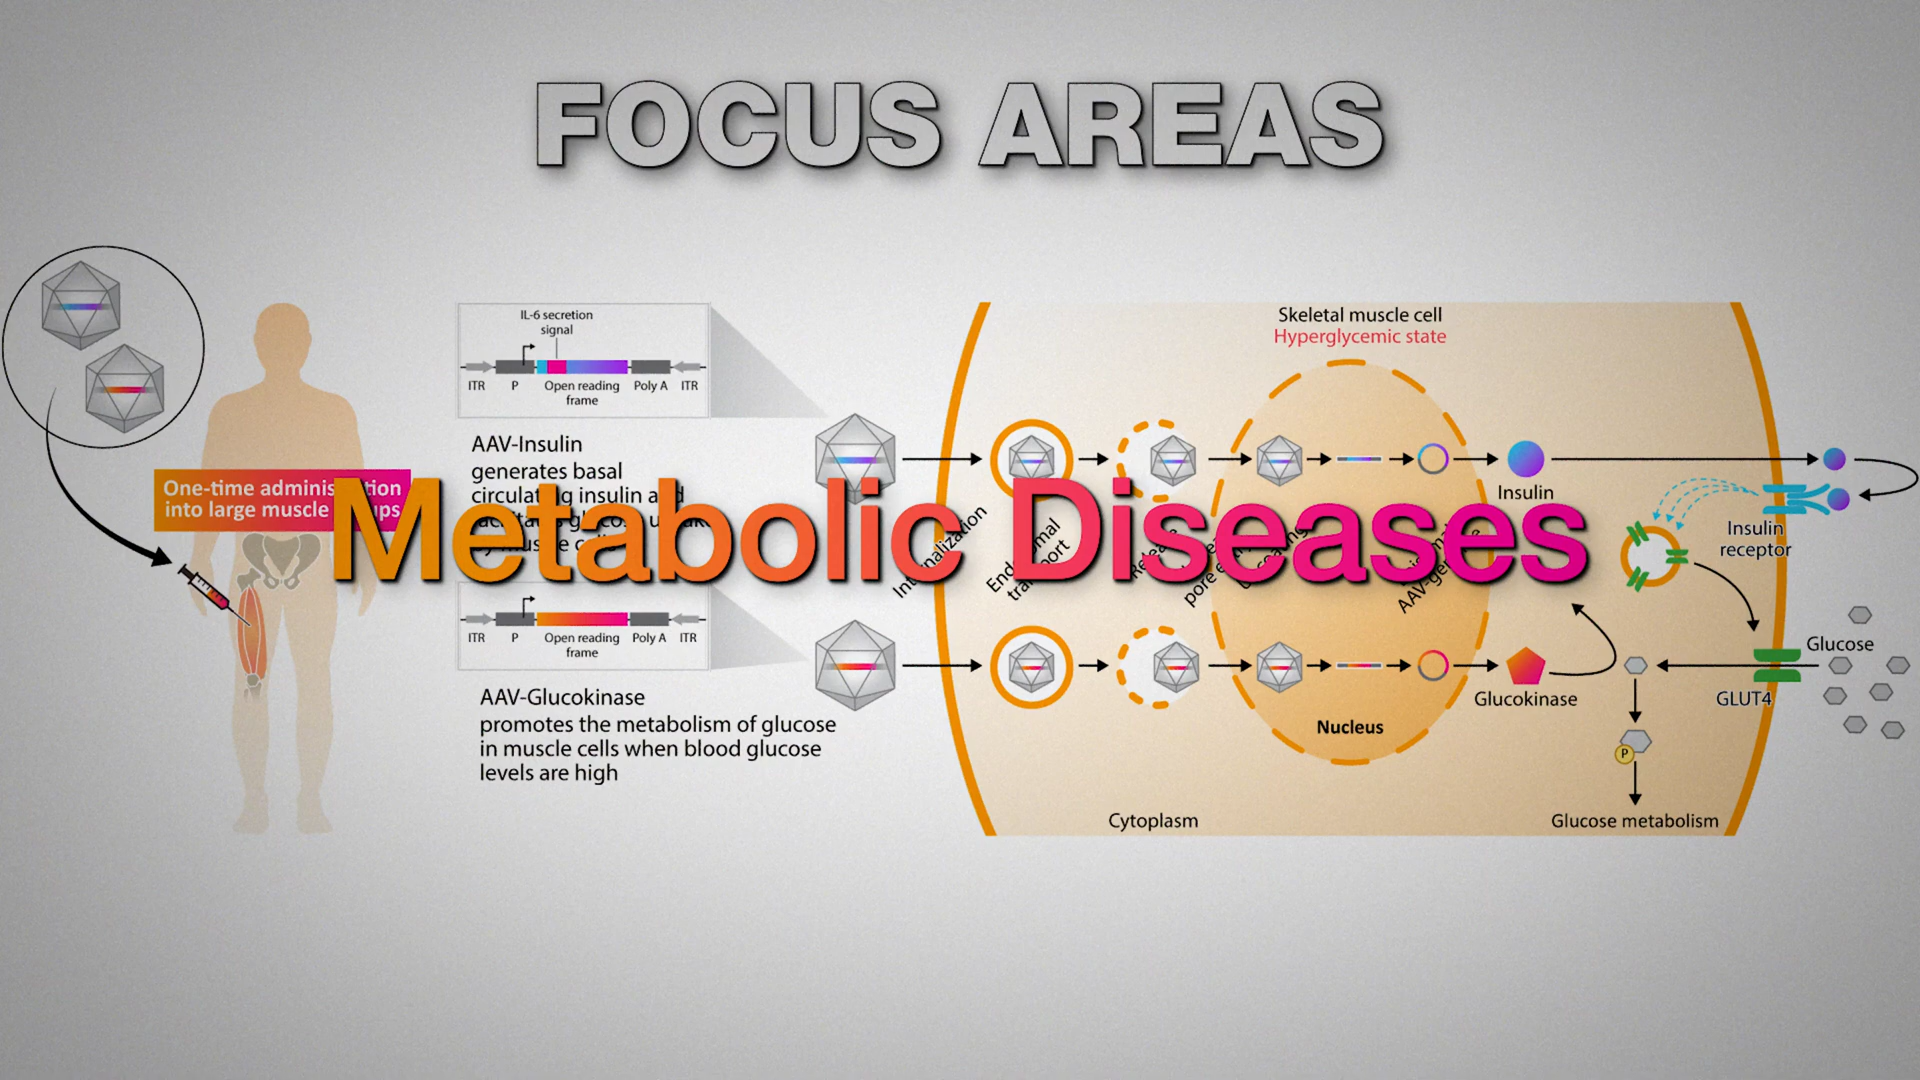 FOCUS AREAS
Metabolic Diseases
One-time
into large muscle
IL-6 secretion
signal
ITR P Open reading Poly A ITR
frame
AAV-Insulin
generates basal
insulin
ITR P Open reading Poly A ITR
frame
AAV-Glucokinase
promotes the metabolism of glucose
in muscle cells when blood glucose
levels are high
Skeletal muscle cell
Hyperglycemic state
Insulin
Insulin
receptor
Glucose
GLUT4
Glucokinase
Nucleus
P
Cytoplasm
Glucose metabolism